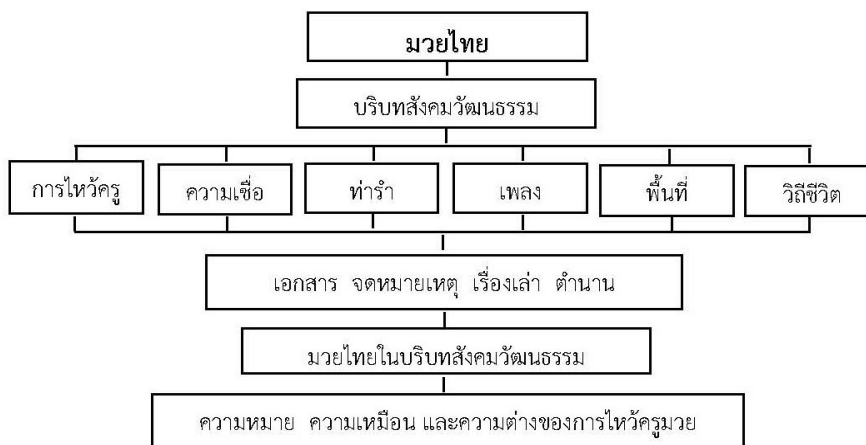 มวยไทย
บริบทสังคมวัฒนธรรม
การไหว้ครู
ความเชื่อ
ท่ารำ
เพลง
พื้นที่
วิถีชีวิต
เอกสาร จดหมายเหตุ เรื่องเล่า ตำนาน
มวยไทยในบริบทสังคมวัฒนธรรม
ความหมาย ความเหมือน และความต่างของการไหว้ครูมวย